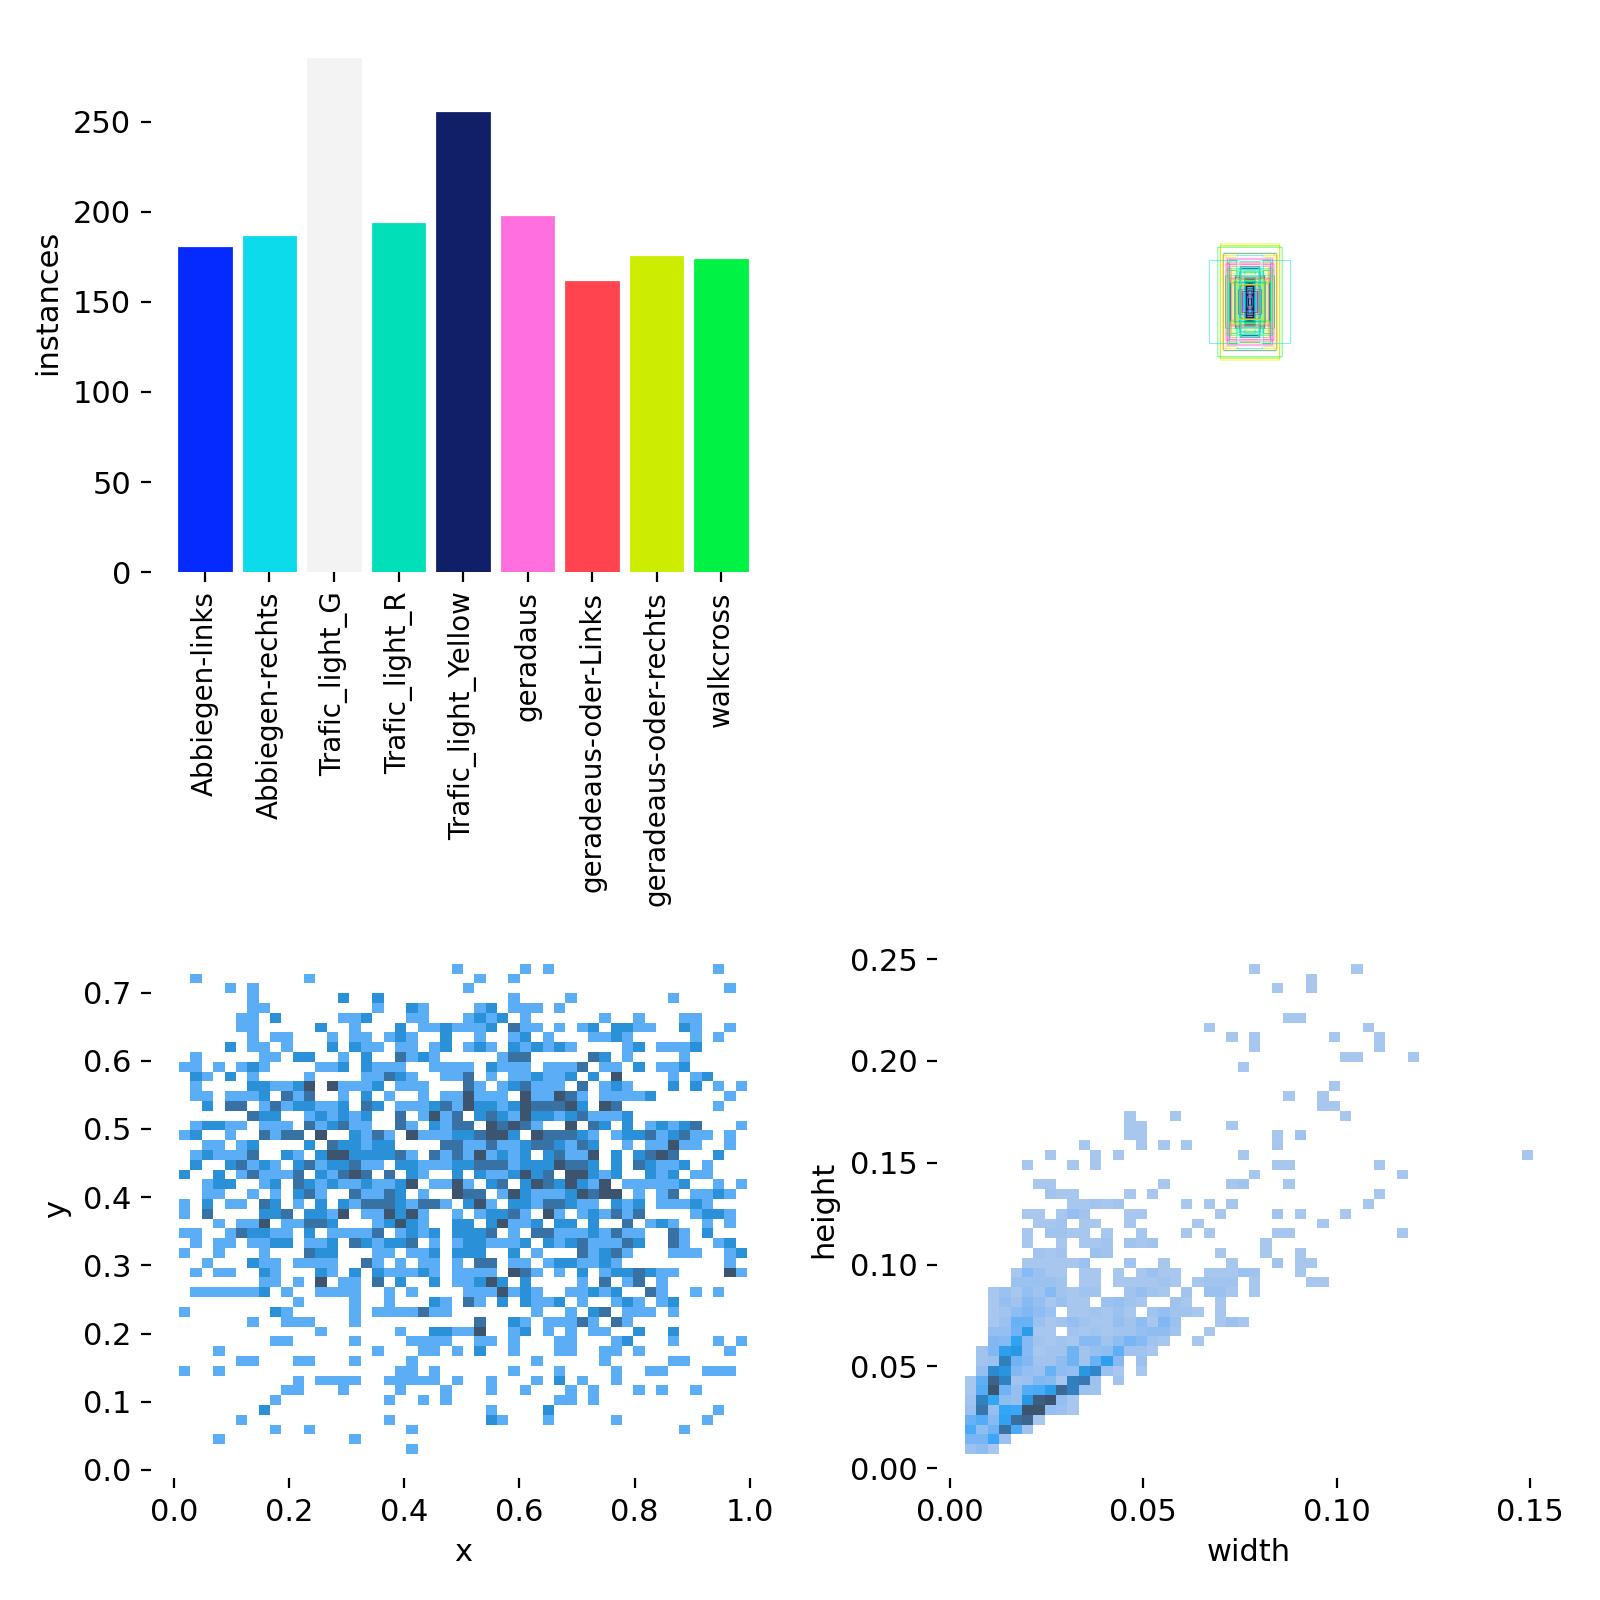 instances
250
200
150
100
50
0
Abbiegen-links
Abbiegen-rechts
Trafic_light_G
Trafic_light_R
Trafic_light_Yellow
geradaus
geradeaus-oder-Links
geradeaus-oder-rechts
walkcross
y
0.7
0.6
0.5
0.4
0.3
0.2
0.1
0.0
0.0 0.2 0.4 0.6 0.8 1.0
x
height
0.25
0.20
0.15
0.10
0.05
0.00
0.00 0.05 0.10 0.15
width